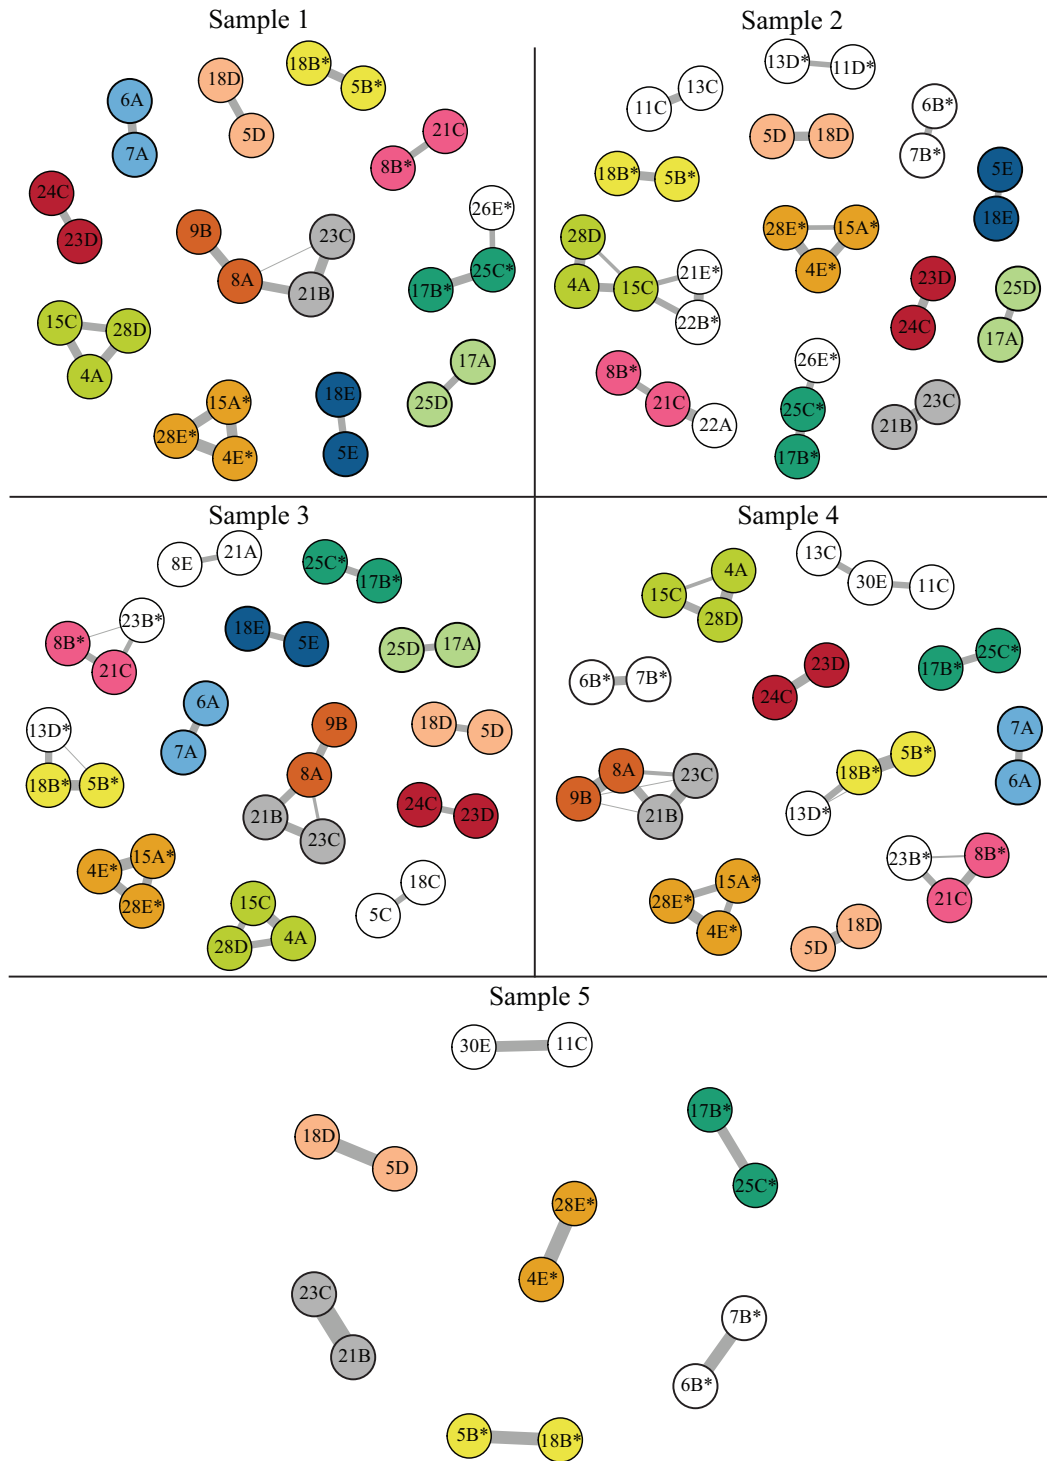 Sample 1
18B*
5B*
18D
5D
6A
7A
21C
8B*
24C
23D
26E*
25C*
17B*
9B
23C
8A
21B
15C
28D
4A
17A
25D
15A*
28E*
4E*
18E
5E
Sample 2
13D*
11D*
13C
11C
6B*
7B*
5D
18D
5E
18E
18B*
5B*
28D
4A
15C
21E*
22B*
28E*
15A*
4E*
23D
24C
25D
17A
8B*
21C
22A
26E*
25C*
17B*
23C
21B
Sample 3
8E
21A
25C*
17B*
23B*
8B*
21C
18E
5E
25D
17A
6A
7A
13D*
18B*
5B*
9B
8A
21B
23C
18D
5D
24C
23D
15A*
4E*
28E*
15C
28D
4A
18C
5C
Sample 4
4A
15C
28D
13C
30E
11C
6B*
7B*
23D
24C
17B*
25C*
7A
6A
8A
23C
9B
21B
5B*
18B*
13D*
23B*
8B*
21C
15A*
28E*
4E*
18D
5D
Sample 5
30E
11C
17B*
25C*
18D
5D
28E*
4E*
23C
21B
7B*
6B*
5B*
18B*